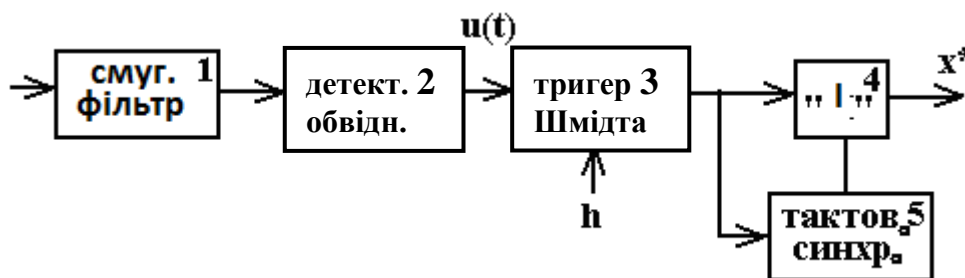 u(t)
смуг. 1
фільтр
детект. 2
обвідн.
тригер 3
Шмідта
„ І „ 4
x*
h
тактов. 5
синхр.